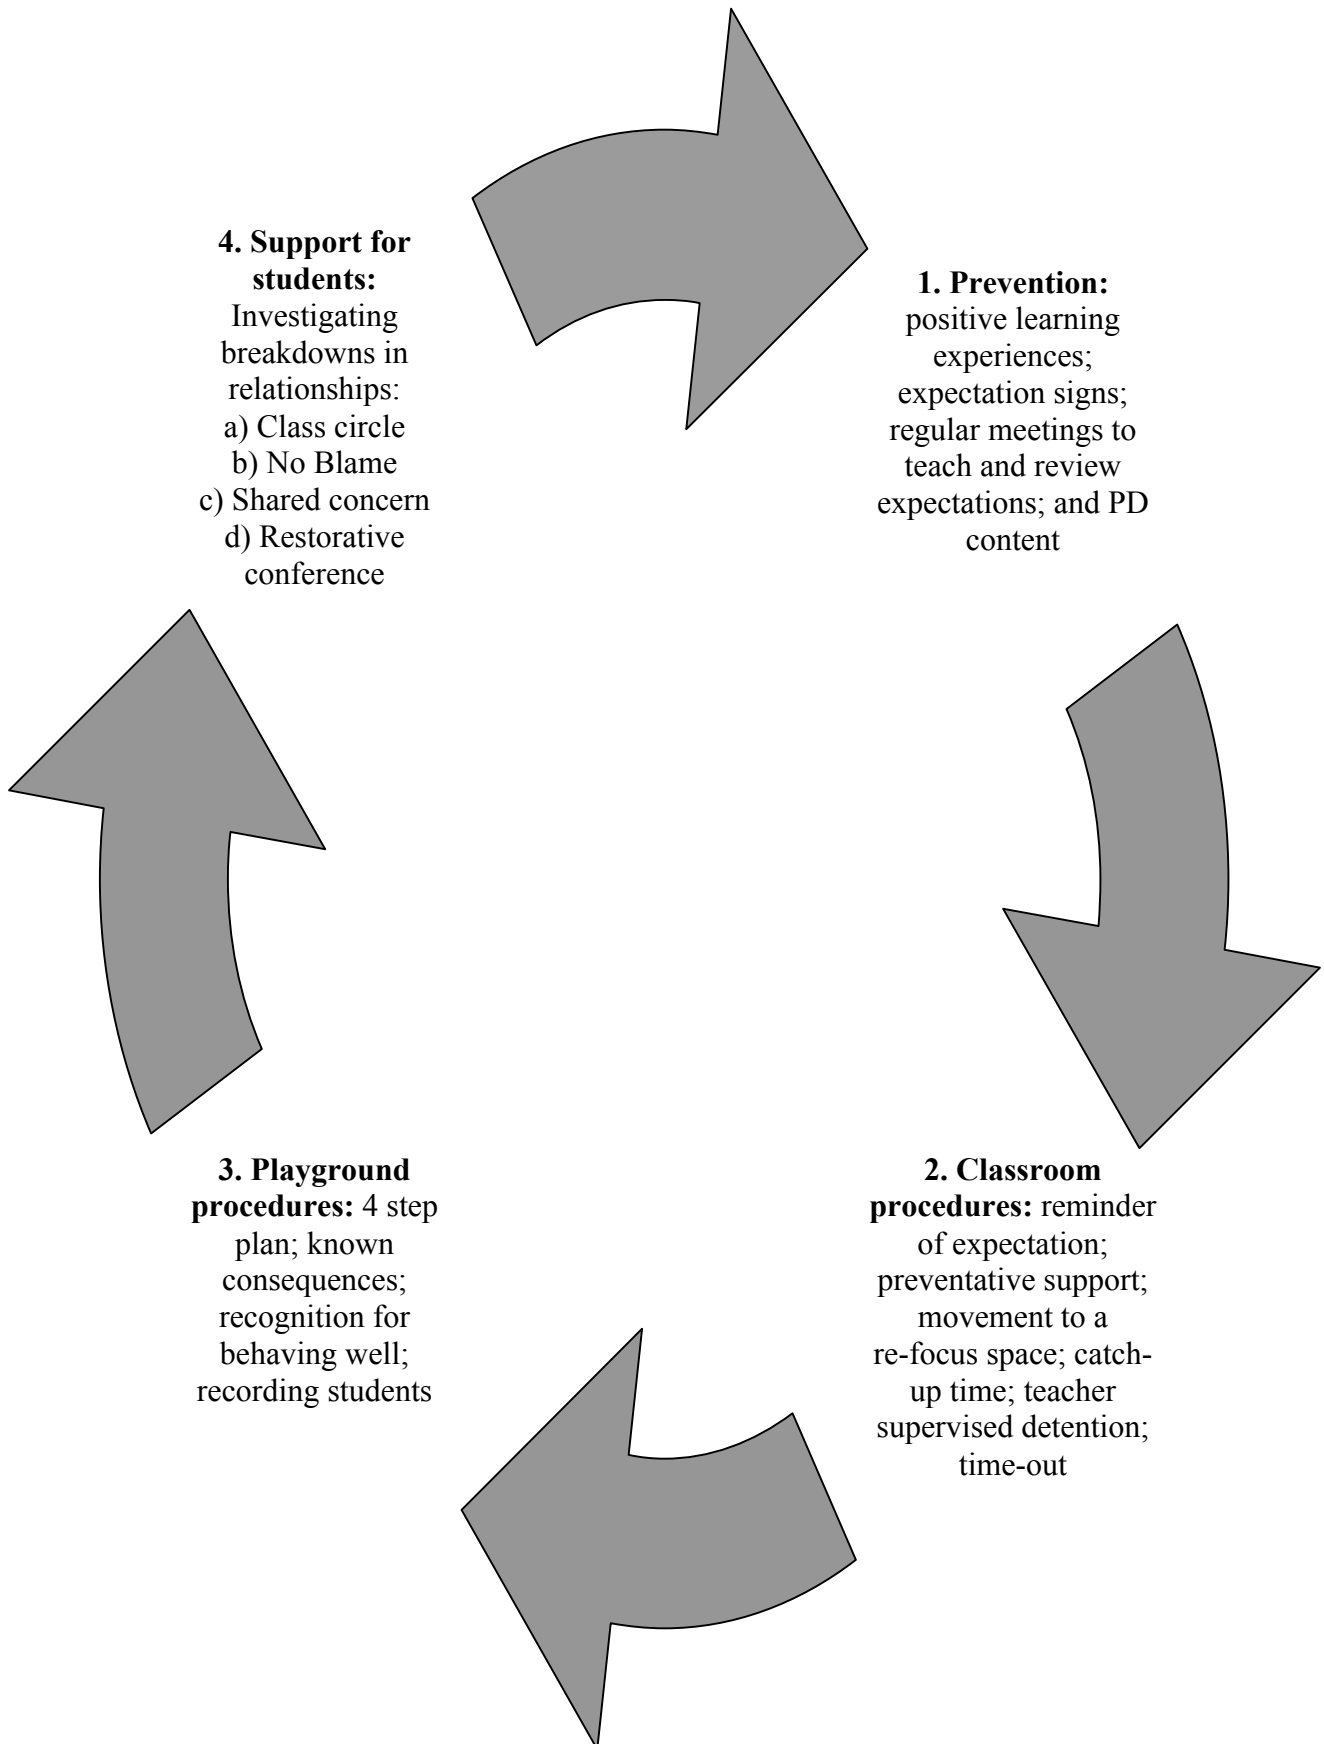 4. Support for
students:
Investigating
breakdowns in
relationships:
a) Class circle
b) No Blame
c) Shared concern
d) Restorative
conference
1. Prevention:
positive learning
experiences;
expectation signs;
regular meetings to
teach and review
expectations; and PD
content
3. Playground
procedures: 4 step
plan; known
consequences;
recognition for
behaving well;
recording students
2. Classroom
procedures: reminder
of expectation;
preventative support;
movement to a
re-focus space; catch-
up time; teacher
supervised detention;
time-out